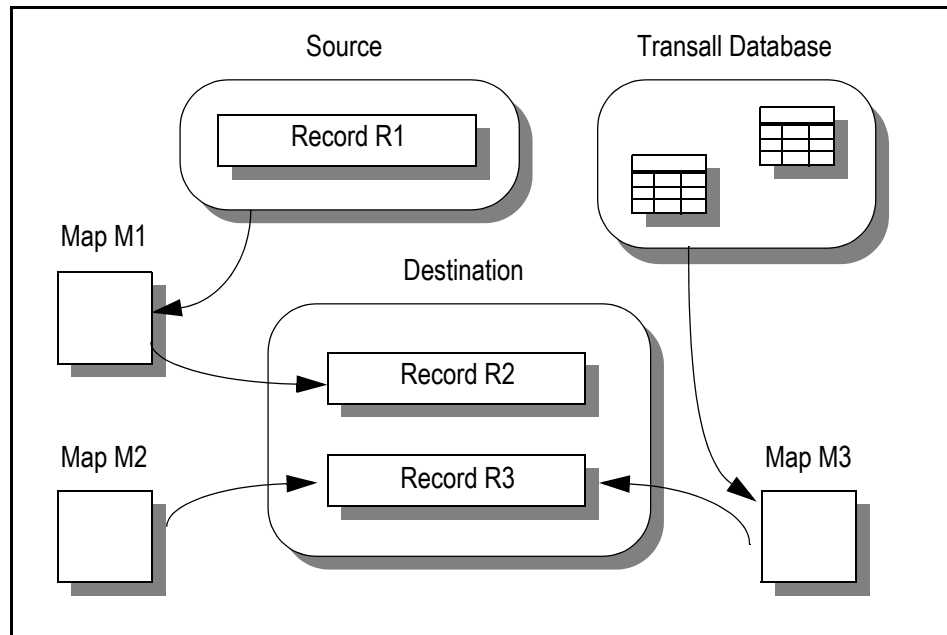 Source
Transall Database
Record R1
Map M1
Destination
Record R2
Map M2
Record R3
Map M3